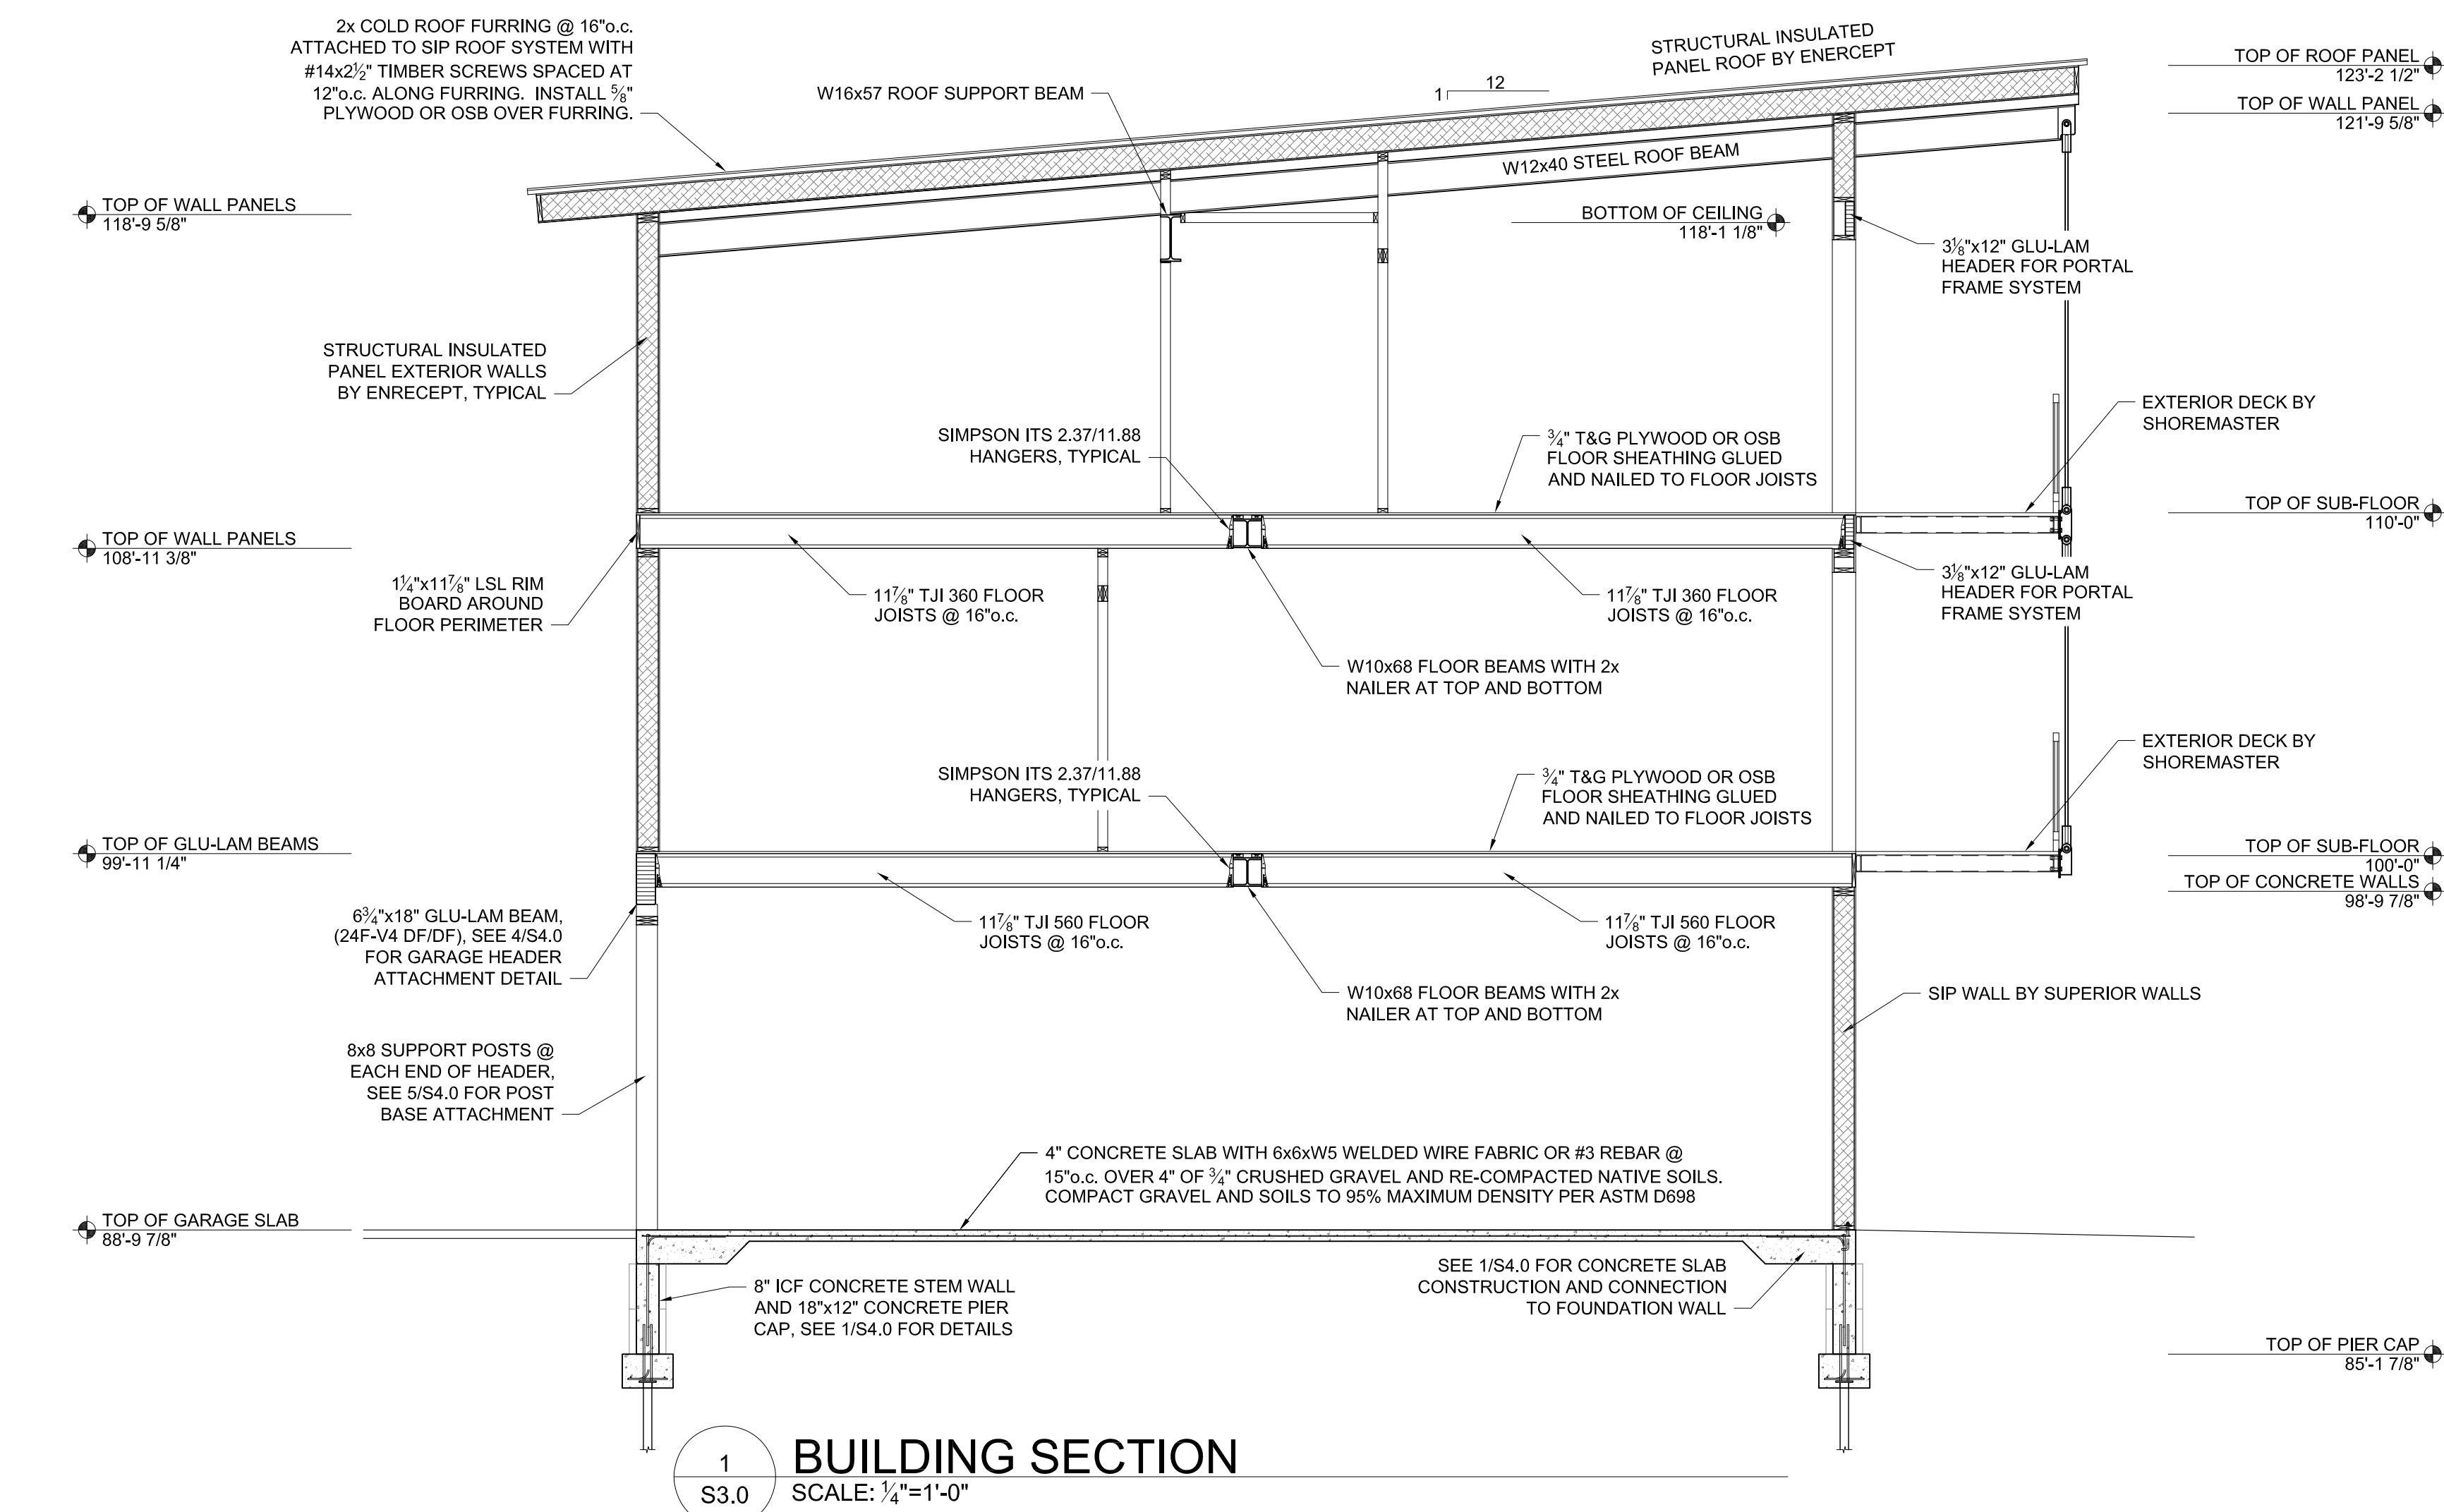 2x COLD ROOF FURRING @ 16"o.c.
ATTACHED TO SIP ROOF SYSTEM WITH
#14x2½" TIMBER SCREWS SPACED AT
12"o.c. ALONG FURRING. INSTALL ⅝"
PLYWOOD OR OSB OVER FURRING.
W16x57 ROOF SUPPORT BEAM
1
12
STRUCTURAL INSULATED
PANEL ROOF BY ENERCEPT
TOP OF ROOF PANEL
123'-2 1/2"
TOP OF WALL PANEL
121'-9 5/8"
W12x40 STEEL ROOF BEAM
TOP OF WALL PANELS
118'-9 5/8"
BOTTOM OF CEILING
118'-1 1/8"
3⅛"x12" GLU-LAM
HEADER FOR PORTAL
FRAME SYSTEM
STRUCTURAL INSULATED
PANEL EXTERIOR WALLS
BY ENRECEPT, TYPICAL
SIMPSON ITS 2.37/11.88
HANGERS, TYPICAL
¾" T&G PLYWOOD OR OSB
FLOOR SHEATHING GLUED
AND NAILED TO FLOOR JOISTS
EXTERIOR DECK BY
SHOREMASTER
TOP OF SUB-FLOOR
110'-0"
TOP OF WALL PANELS
108'-11 3/8"
1¼"x11⅞" LSL RIM
BOARD AROUND
FLOOR PERIMETER
11⅞" TJI 360 FLOOR
JOISTS @ 16"o.c.
11⅞" TJI 360 FLOOR
JOISTS @ 16"o.c.
3⅛"x12" GLU-LAM
HEADER FOR PORTAL
FRAME SYSTEM
W10x68 FLOOR BEAMS WITH 2x
NAILER AT TOP AND BOTTOM
SIMPSON ITS 2.37/11.88
HANGERS, TYPICAL
¾" T&G PLYWOOD OR OSB
FLOOR SHEATHING GLUED
AND NAILED TO FLOOR JOISTS
EXTERIOR DECK BY
SHOREMASTER
TOP OF GLU-LAM BEAMS
99'-11 1/4"
TOP OF SUB-FLOOR
100'-0"
TOP OF CONCRETE WALLS
98'-9 7/8"
6¾"x18" GLU-LAM BEAM,
(24F-V4 DF/DF), SEE 4/S4.0
FOR GARAGE HEADER
ATTACHMENT DETAIL
11⅞" TJI 560 FLOOR
JOISTS @ 16"o.c.
11⅞" TJI 560 FLOOR
JOISTS @ 16"o.c.
W10x68 FLOOR BEAMS WITH 2x
NAILER AT TOP AND BOTTOM
SIP WALL BY SUPERIOR WALLS
8x8 SUPPORT POSTS @
EACH END OF HEADER,
SEE 5/S4.0 FOR POST
BASE ATTACHMENT
4" CONCRETE SLAB WITH 6x6xW5 WELDED WIRE FABRIC OR #3 REBAR @
15"o.c. OVER 4" OF ¾" CRUSHED GRAVEL AND RE-COMPACTED NATIVE SOILS.
COMPACT GRAVEL AND SOILS TO 95% MAXIMUM DENSITY PER ASTM D698
TOP OF GARAGE SLAB
88'-9 7/8"
8" ICF CONCRETE STEM WALL
AND 18"x12" CONCRETE PIER
CAP, SEE 1/S4.0 FOR DETAILS
SEE 1/S4.0 FOR CONCRETE SLAB
CONSTRUCTION AND CONNECTION
TO FOUNDATION WALL
TOP OF PIER CAP
85'-1 7/8"
1
S3.0
BUILDING SECTION
SCALE: ¼"=1'-0"